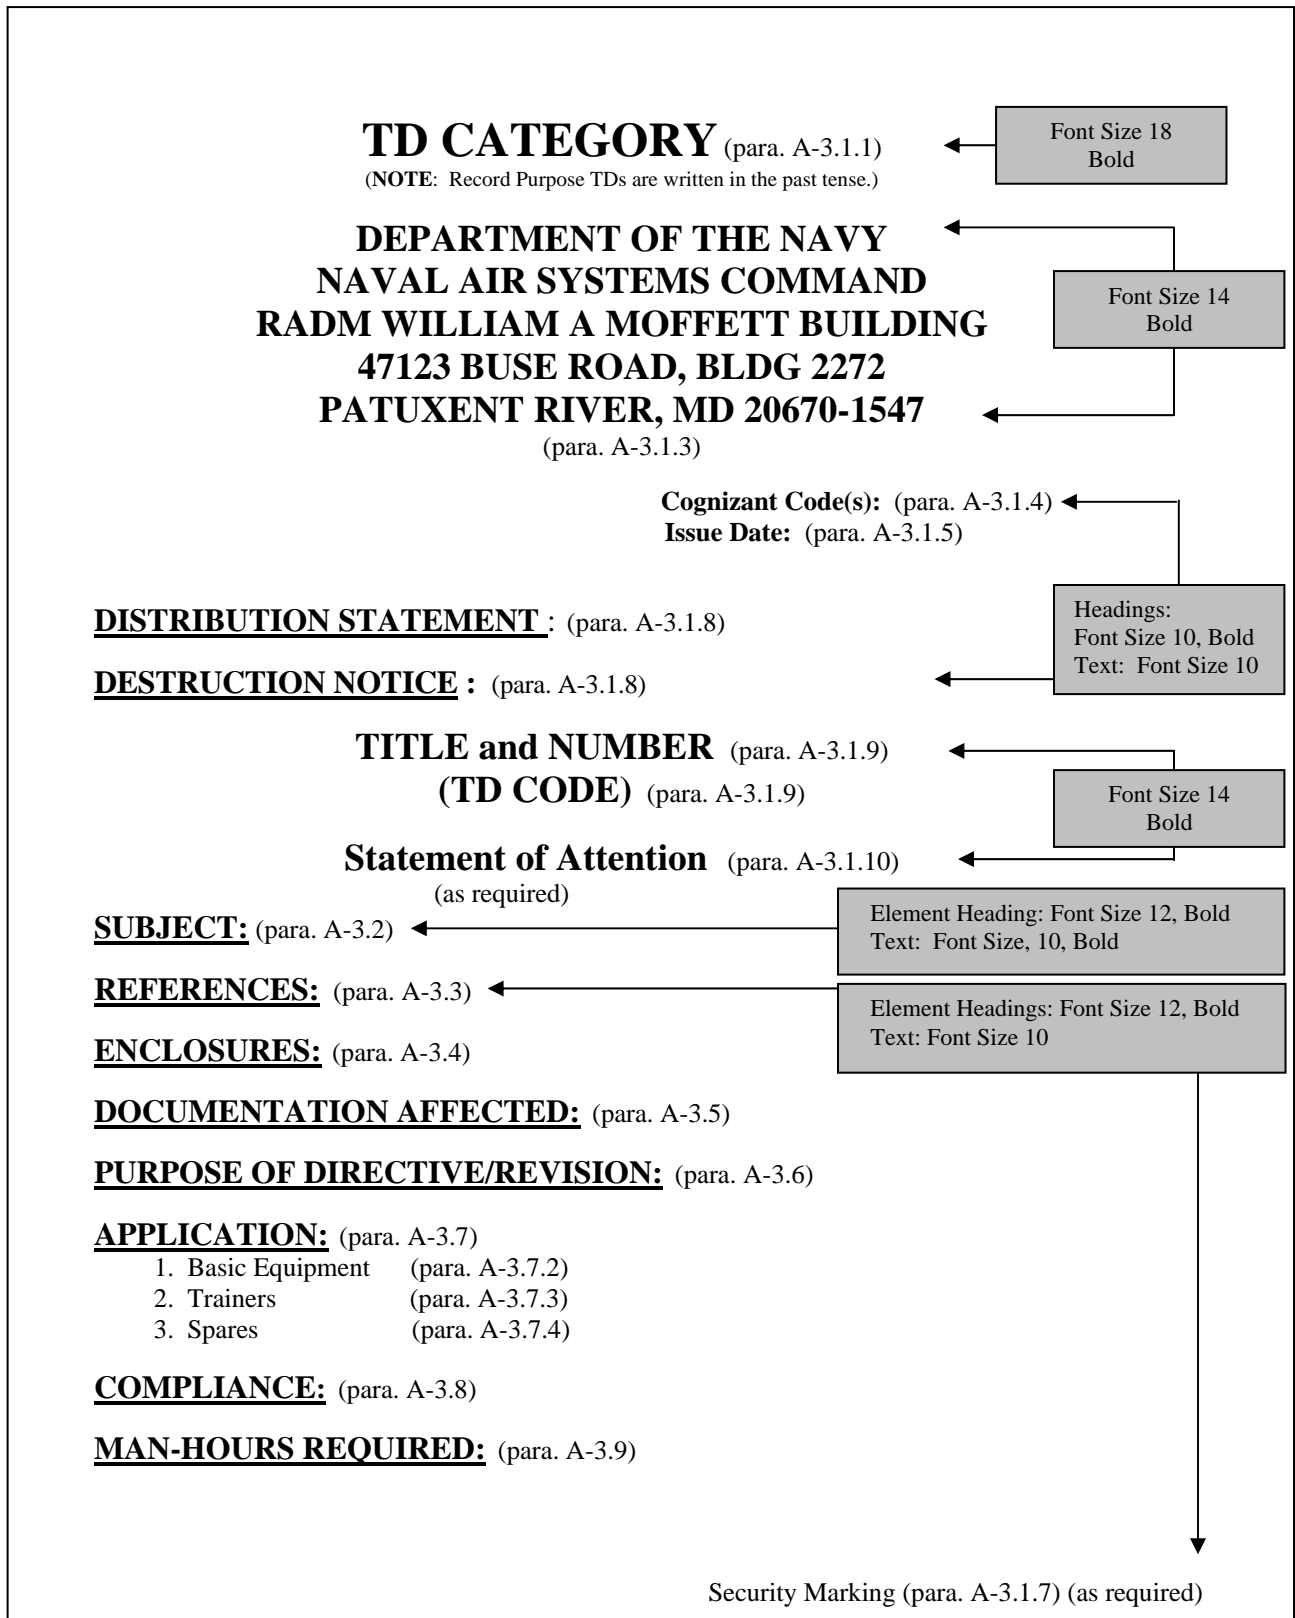 TD CATEGORY (para. A-3.1.1)
Font Size 18
Bold
(NOTE:  Record Purpose TDs are written in the past tense.)
DEPARTMENT OF THE NAVY
NAVAL AIR SYSTEMS COMMAND
RADM WILLIAM A MOFFETT BUILDING
47123 BUSE ROAD, BLDG 2272
PATUXENT RIVER, MD 20670-1547
(para. A-3.1.3)
Font Size 14
Bold
Cognizant Code(s):  (para. A-3.1.4)
Issue Date:  (para. A-3.1.5)
Headings:
Font Size 10, Bold
Text:  Font Size 10
DISTRIBUTION STATEMENT :  (para. A-3.1.8)
DESTRUCTION NOTICE :  (para. A-3.1.8)
TITLE and NUMBER  (para. A-3.1.9)
(TD CODE)  (para. A-3.1.9)
Font Size 14
Bold
Statement of Attention  (para. A-3.1.10)
(as required)
SUBJECT: (para. A-3.2)
Element Heading: Font Size 12, Bold
Text:  Font Size, 10, Bold
REFERENCES:  (para. A-3.3)
Element Headings: Font Size 12, Bold
Text: Font Size 10
ENCLOSURES:  (para. A-3.4)
DOCUMENTATION AFFECTED:  (para. A-3.5)
PURPOSE OF DIRECTIVE/REVISION:  (para. A-3.6)
APPLICATION:  (para. A-3.7)
1.  Basic Equipment (para. A-3.7.2)
2.  Trainers (para. A-3.7.3)
3.  Spares (para. A-3.7.4)
COMPLIANCE:  (para. A-3.8)
MAN-HOURS REQUIRED:  (para. A-3.9)
Security Marking (para. A-3.1.7) (as required)